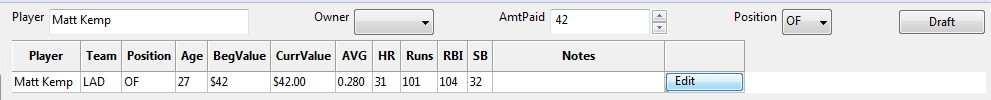 Player Matt Kemp Owner AmtPaid 42 Position OF Draft
Player Team Position Age BegValue CurrValue AVG HR Runs RBI SB Notes
Matt Kemp LAD OF 27 $42 $42.00 0.280 31 101 104 32 Edit